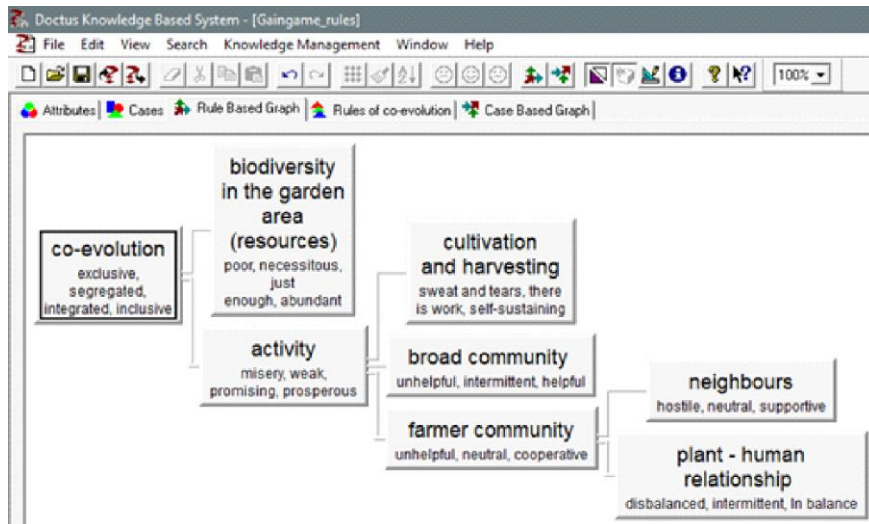 Doctus Knowledge Based System - [Gaingame_rules]
File Edit View Search Knowledge Management Window Help
100%
Attributes Cases Rule Based Graph Rules of co-evolution Case Based Graph
biodiversity
in the garden
area
(resources)
poor, necessitous,
just
enough, abundant
co-evolution
exclusive,
segregated,
integrated, inclusive
cultivation
and harvesting
sweat and tears, there
is work, self-sustaining
activity
misery, weak,
promising, prosperous
broad community
unhelpful, intermittent, helpful
neighbours
hostile, neutral, supportive
farmer community
unhelpful, neutral, cooperative
plant - human
relationship
disbalanced, intermittent, In balance